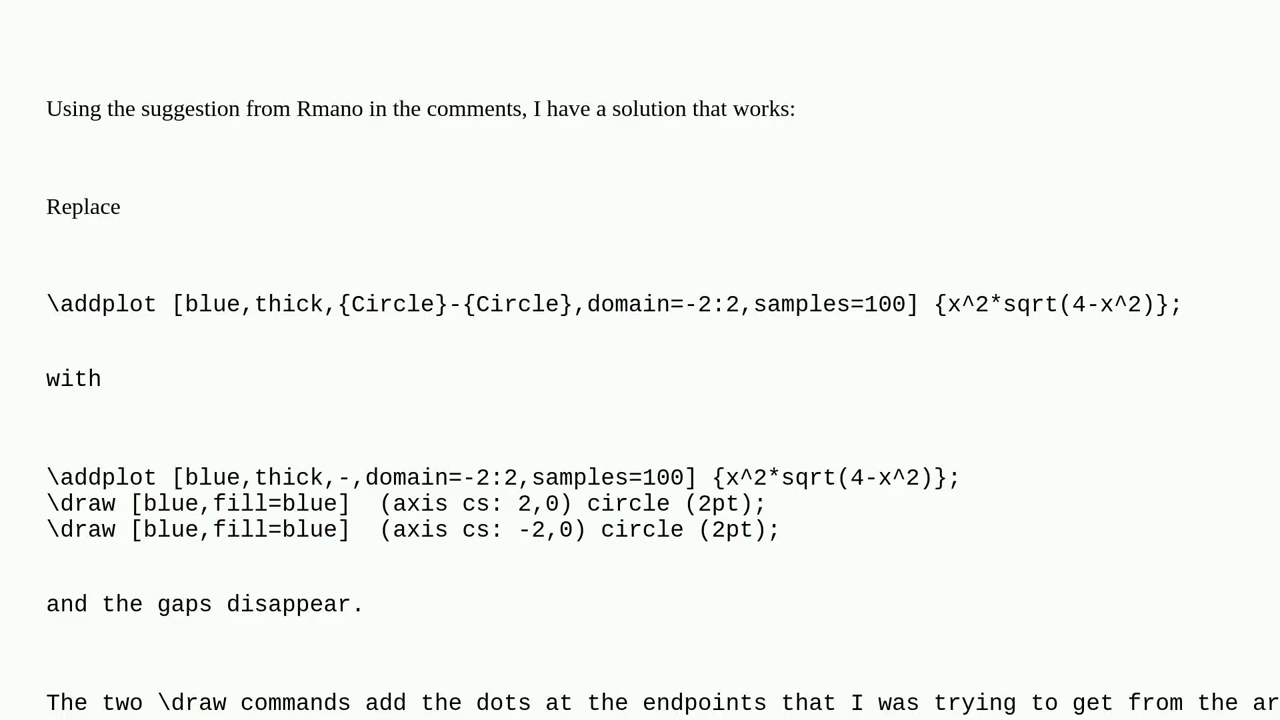 Using the suggestion from Rmano in the comments, I have a solution that works:
Replace
\addplot [blue,thick,{Circle}-{Circle},domain=-2:2,samples=100] {x^2*sqrt(4-x^2)};
with
\addplot [blue,thick,-,domain=-2:2,samples=100] {x^2*sqrt(4-x^2)};
\draw [blue,fill=blue]  (axis cs: 2,0) circle (2pt);
\draw [blue,fill=blue]  (axis cs: -2,0) circle (2pt);
and the gaps disappear.
The two \draw commands add the dots at the endpoints that I was trying to get from the